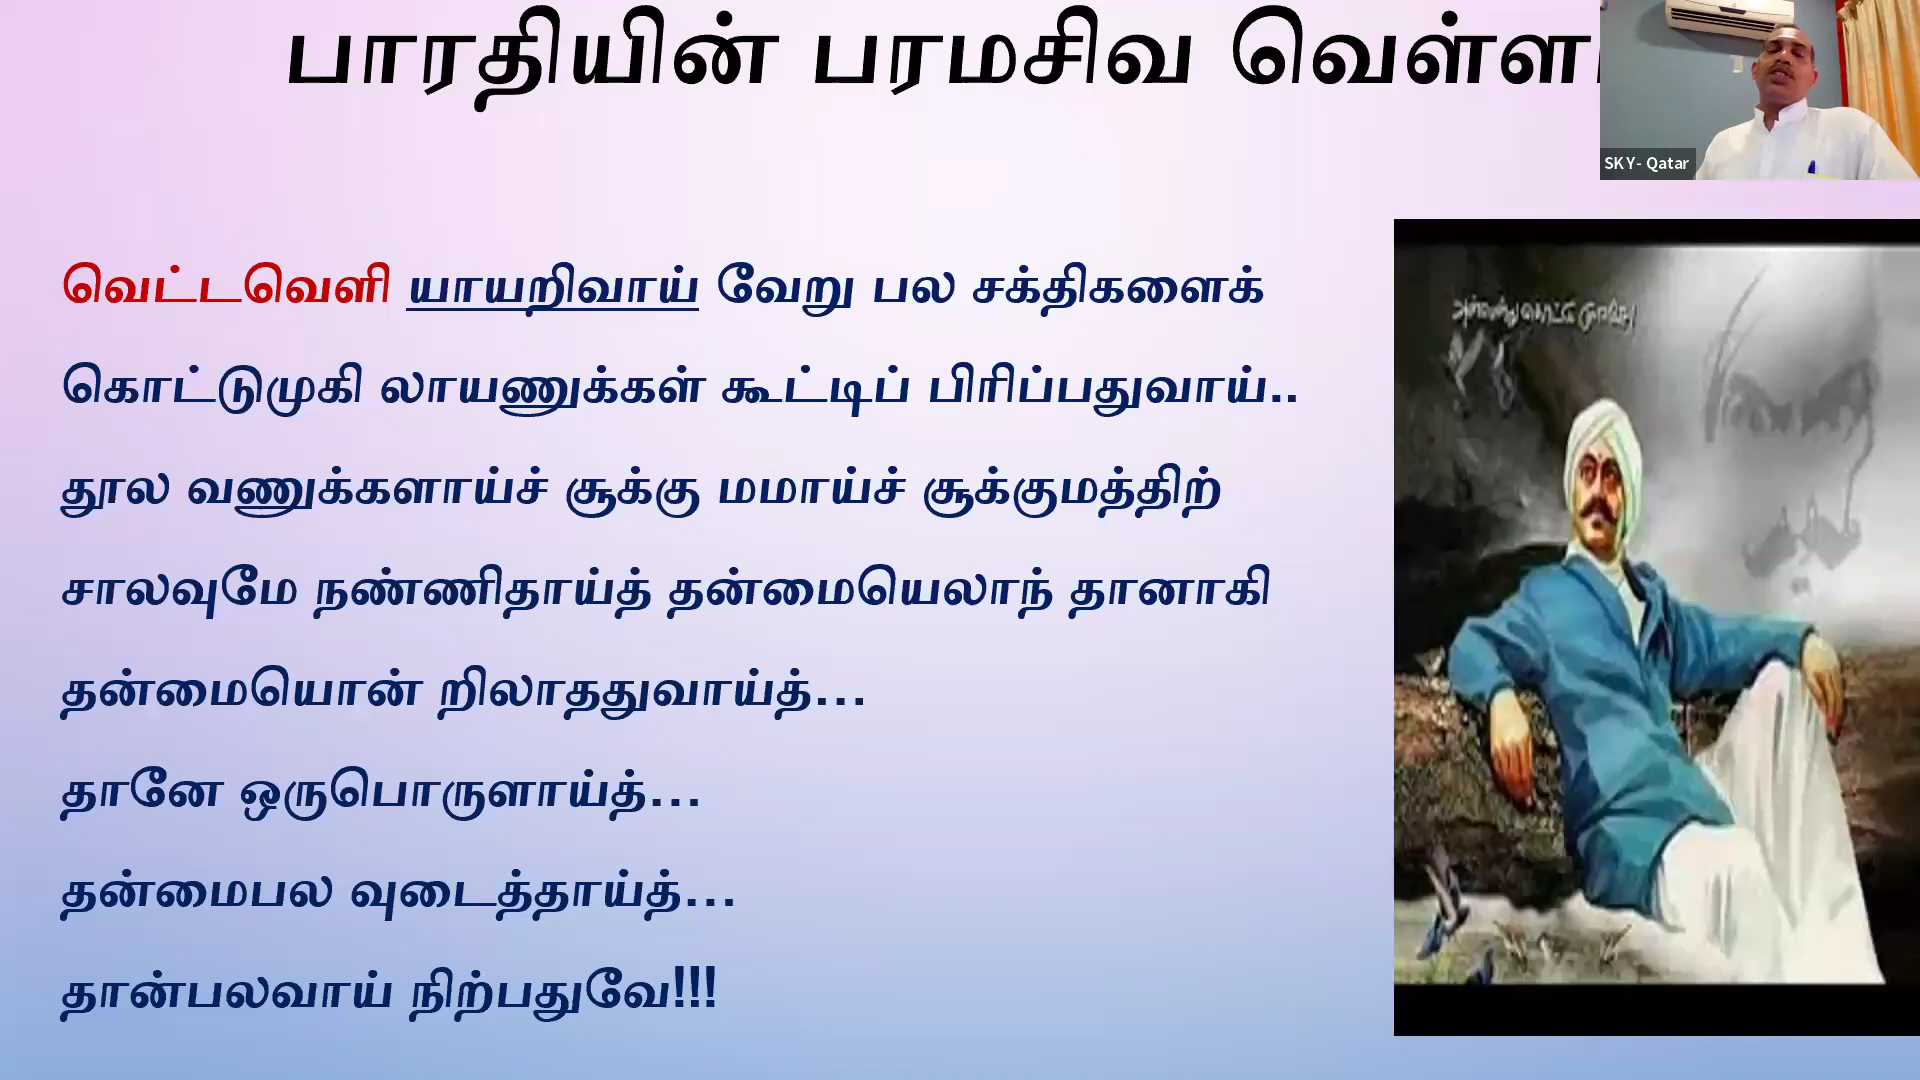 பாரதியின் பரமசிவ
SKY- Qatar
வெட்டவெளி யாயறிவாய் வேறு பல சக்திகளைக்
கொட்டுமுகி லாயணுக்கள் கூட்டிப் பிரிப்பதுவாய்..
தூல வணுக்களாய்ச் சூக்கு மமாய்ச் சூக்குமத்திற்
சாலவுமே நண்ணிதாய்த் தன்மையெலாந் தானாகி
தன்மையொன் றிலாததுவாய்த்...
தானே ஒருபொருளாய்த்...
தன்மைபல வுடைத்தாய்த்...
தான்பலவாய் நிற்பதுவே!!!